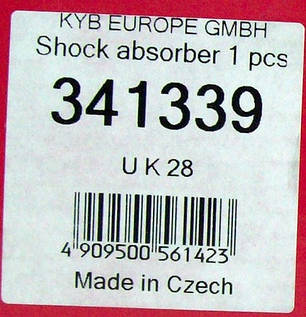 KYB EUROPE GMBH
Shock absorber 1 pcs
341339
U K 28
4 909500 561423
Made in Czech